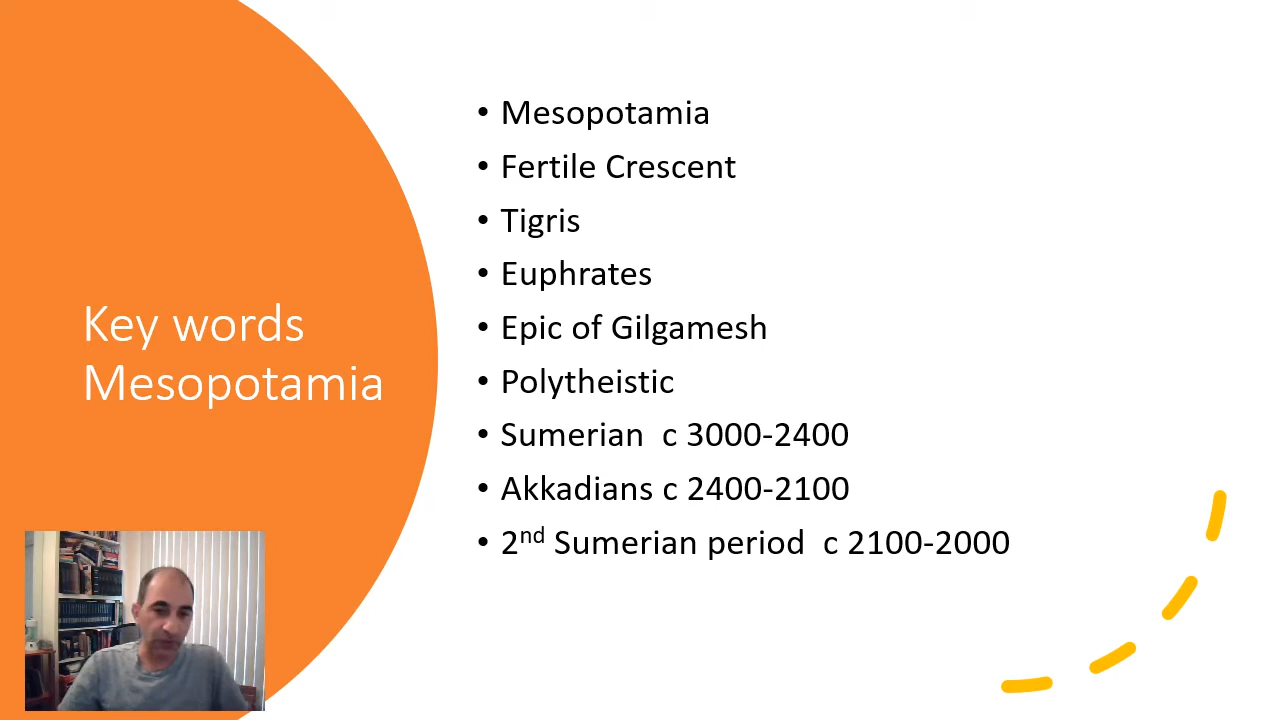 Key words
Mesopotamia
• Mesopotamia
• Fertile Crescent
• Tigris
• Euphrates
• Epic of Gilgamesh
• Polytheistic
• Sumerian  c 3000-2400
• Akkadians c 2400-2100
• 2nd Sumerian period  c 2100-2000